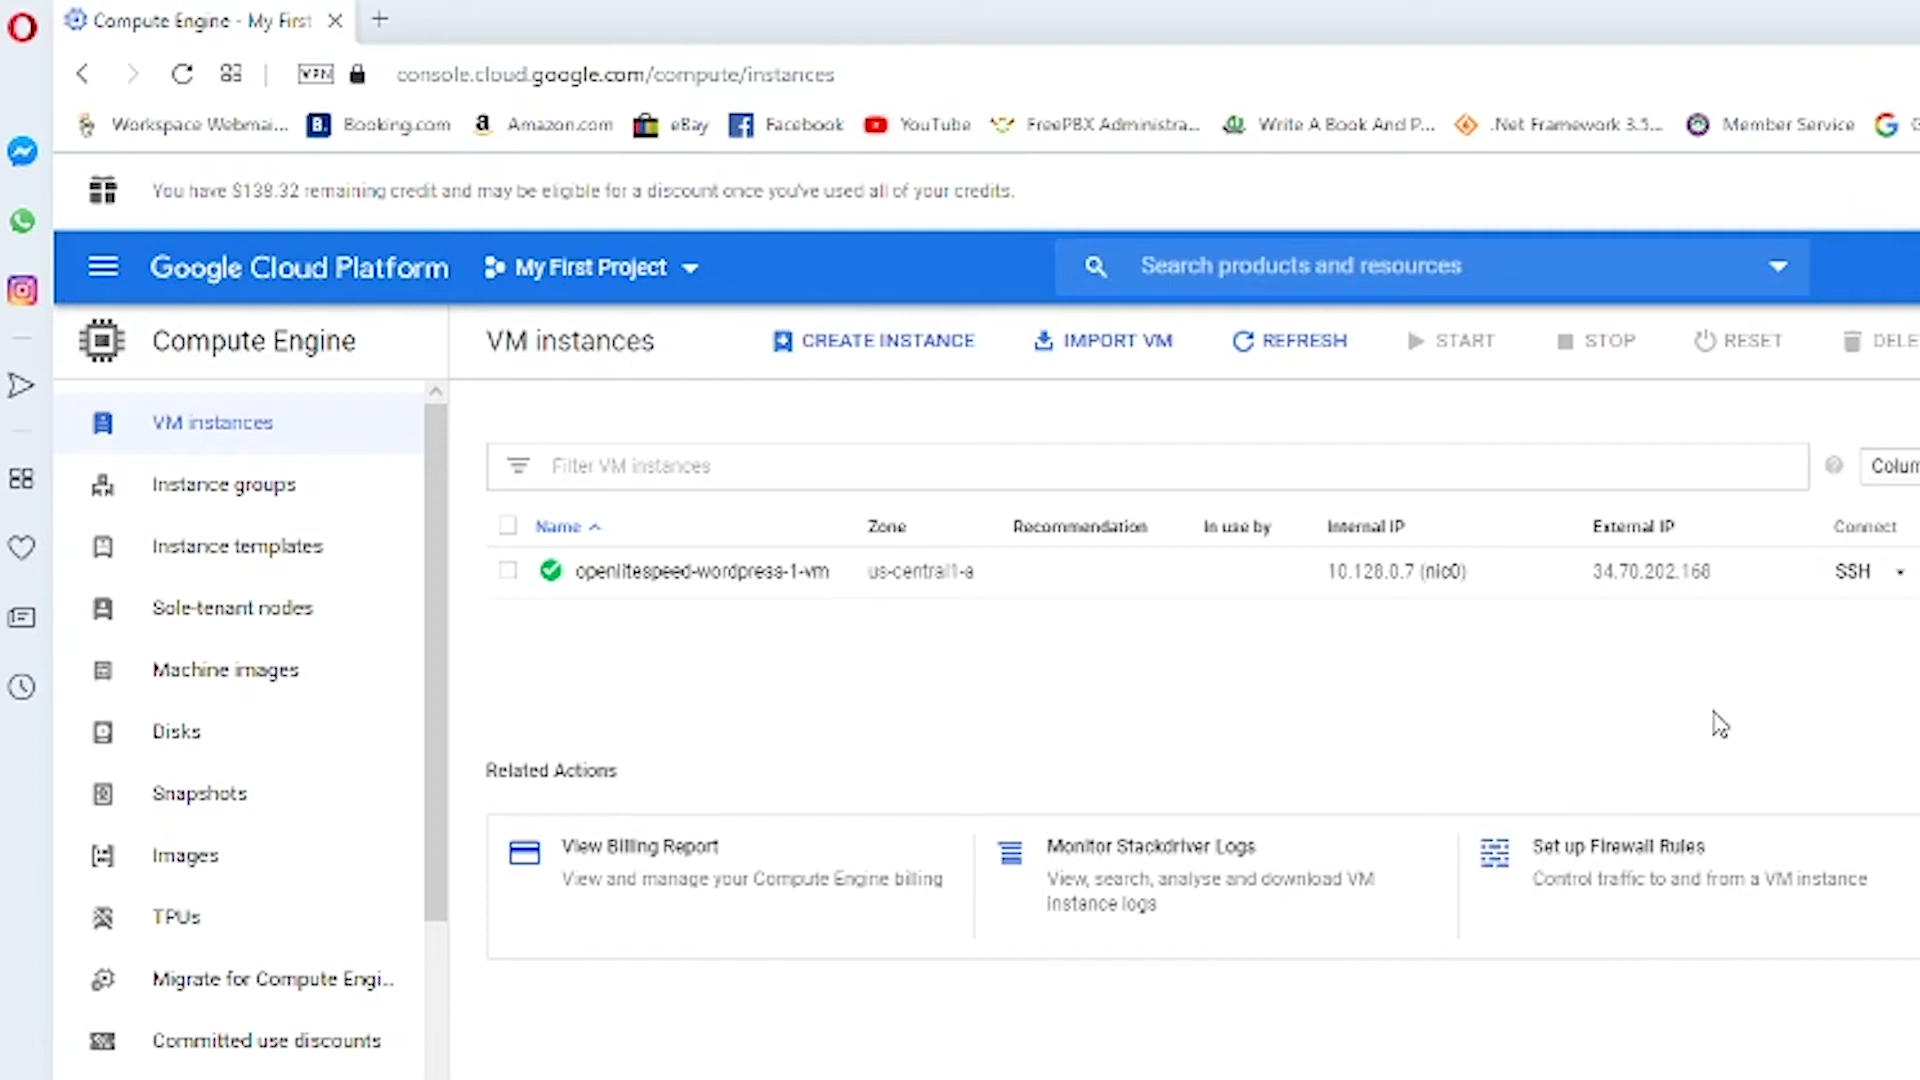 Compute Engine - My First
VPN console.cloud.google.com/compute/instances
Workspace Webmai... Booking.com Amazon.com eBay Facebook YouTube FreePBX Administra... Write A Book And P... .Net Framework 3.5... Member Service
You have $138.32 remaining credit and may be eligible for a discount once you've used all of your credits.
Google Cloud Platform My First Project Search products and resources
Compute Engine VM instances CREATE INSTANCE IMPORT VM REFRESH START STOP RESET DELE
VM instances
Instance groups
Instance templates
Sole-tenant nodes
Machine images
Disks
Snapshots
Images
TPUs
Migrate for Compute Engi...
Committed use discounts
Filter VM instances Colum
Name Zone Recommendation In use by Internal IP External IP Connect
openlitespeed-wordpress-1-vm us-central1-a 10.128.0.7 (nic0) 34.70.202.168 SSH
Related Actions
View Billing Report
View and manage your Compute Engine billing
Monitor Stackdriver Logs
View, search, analyse and download VM
instance logs
Set up Firewall Rules
Control traffic to and from a VM instance